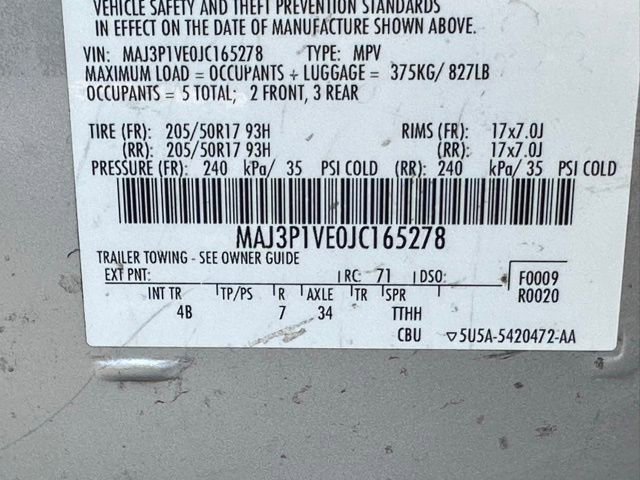 VEHICLE SAFETY AND THEFT PREVENTION STANDARDS
IN EFFECT ON THE DATE OF MANUFACTURE SHOWN ABOVE.
VIN: MAJ3P1VE0JC165278 TYPE: MPV
MAXIMUM LOAD = OCCUPANTS + LUGGAGE = 375KG/ 827LB
OCCUPANTS = 5 TOTAL; 2 FRONT, 3 REAR
TIRE (FR): 205/50R17 93H RIMS (FR): 17x7.0J
(RR): 205/50R17 93H (RR): 17x7.0J
PRESSURE (FR): 240 kPa/ 35 PSI COLD (RR): 240 kPa/ 35 PSI COLD
MAJ3P1VE0JC165278
TRAILER TOWING - SEE OWNER GUIDE
EXT PNT: RC: 71 DSO: F0009
INT TR TP/PS R AXLE TR SPR R0020
4B 7 34 TTHH
CBU ▽5U5A-5420472-AA